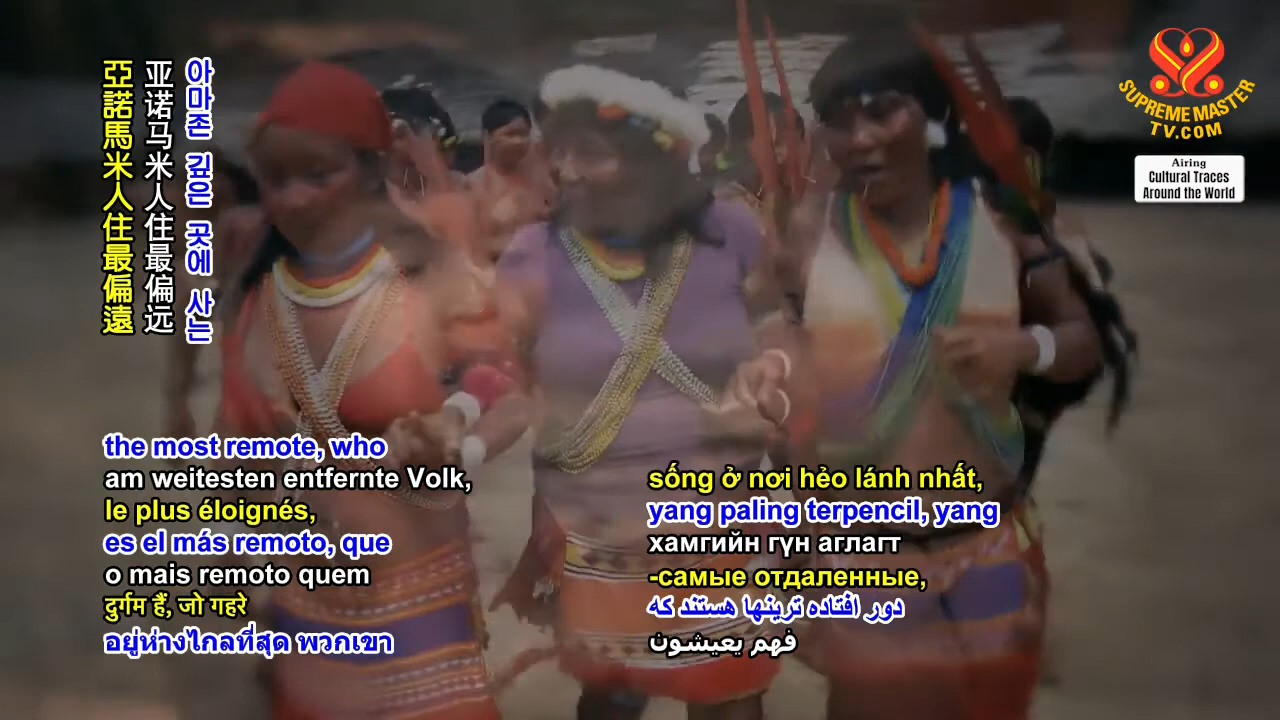 아마존 깊은 곳에 사는
亚诺马米人住最偏远
亞諾馬米人住最偏遠
SUPREME MASTER
TV.COM
Airing
Cultural Traces
Around the World
the most remote, who
am weitesten entfernte Volk,
le plus éloignés,
es el más remoto, que
o mais remoto quem
दुर्गम हैं, जो गहरे
อยู่ห่างไกลที่สุด พวกเขา
sống ở nơi hẻo lánh nhất,
yang paling terpencil, yang
хамгийн гүн аглагт
-самые отдаленные,
دور افتاده ترینها هستند که
فهم يعيشون